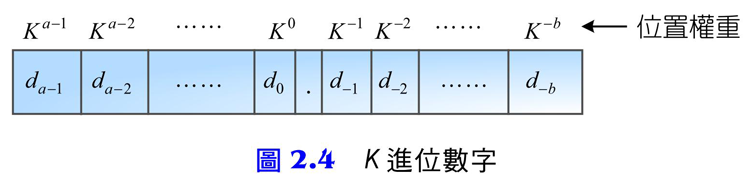 K^{a-1} K^{a-2} …… K^0 K^{-1} K^{-2} …… K^{-b} ← 位置權重
d_{a-1} d_{a-2} …… d_0 . d_{-1} d_{-2} …… d_{-b}
圖 2.4 K 進位數字